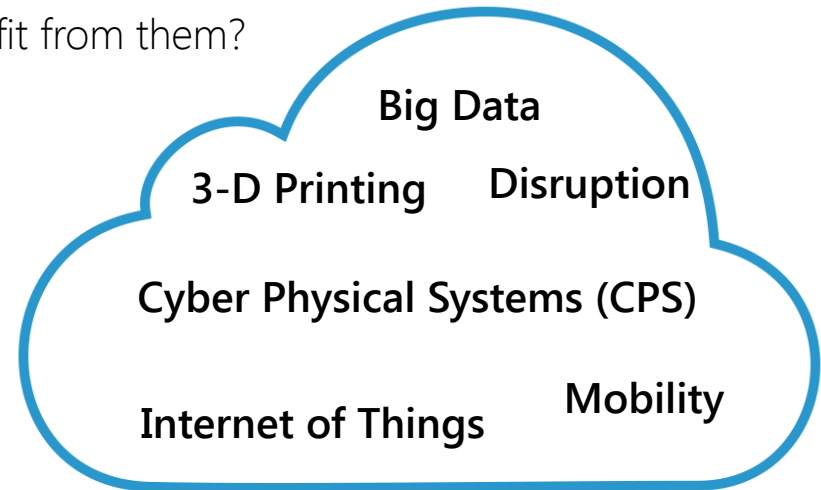 fit from them?
Big Data
3-D Printing Disruption
Cyber Physical Systems (CPS)
Mobility
Internet of Things